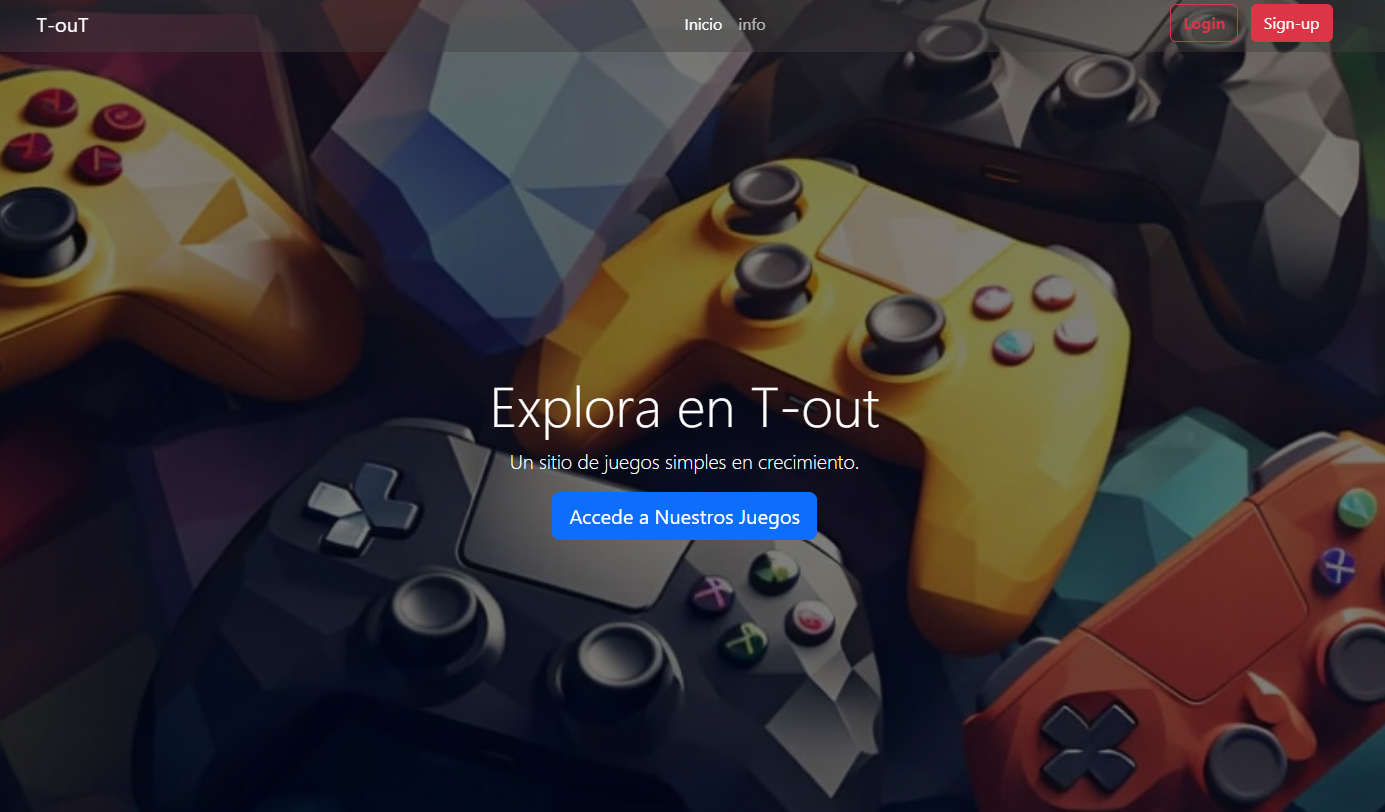 T-ouT
Inicio info
Login Sign-up
Explora en T-out
Un sitio de juegos simples en crecimiento.
Accede a Nuestros Juegos